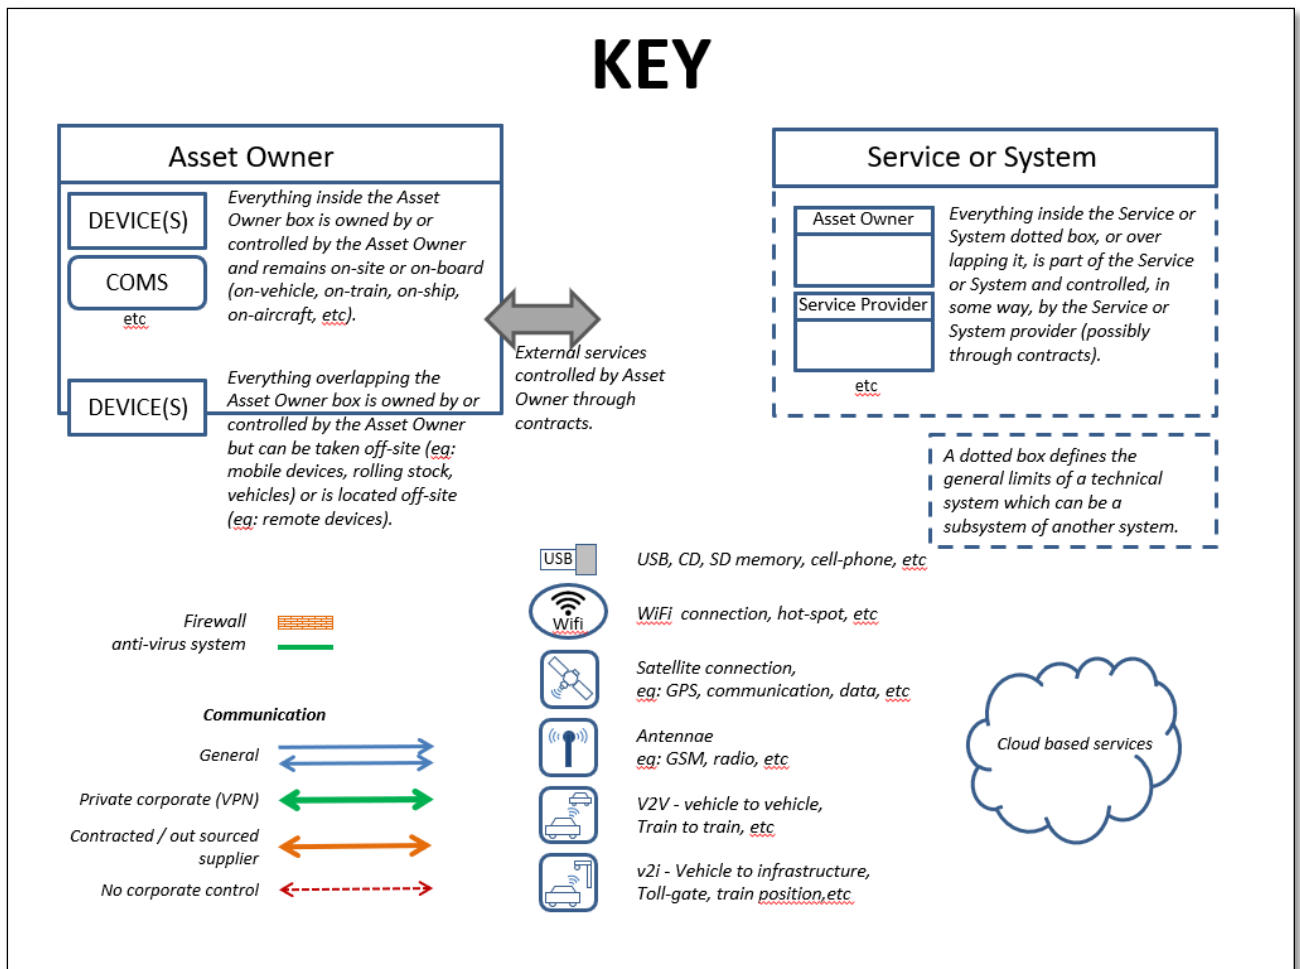 KEY
Asset Owner
DEVICE(S)
COMS
etc
Everything inside the Asset
Owner box is owned by or
controlled by the Asset Owner
and remains on-site or on-board
(on-vehicle, on-train, on-ship,
on-aircraft, etc).
DEVICE(S)
Everything overlapping the
Asset Owner box is owned by or
controlled by the Asset Owner
but can be taken off-site (eg:
mobile devices, rolling stock,
vehicles) or is located off-site
(eg: remote devices).
External services
controlled by Asset
Owner through
contracts.
Service or System
Asset Owner
Service Provider
etc
Everything inside the Service or
System dotted box, or over
lapping it, is part of the Service
or System and controlled, in
some way, by the Service or
System provider (possibly
through contracts).
A dotted box defines the
general limits of a technical
system which can be a
subsystem of another system.
Firewall
anti-virus system
Communication
General
Private corporate (VPN)
Contracted / out sourced
supplier
No corporate control
USB
USB, CD, SD memory, cell-phone, etc
Wifi
WiFi connection, hot-spot, etc
Satellite connection,
eg: GPS, communication, data, etc
Antennae
eg: GSM, radio, etc
V2V - vehicle to vehicle,
Train to train, etc
v2i - Vehicle to infrastructure,
Toll-gate, train position,etc
Cloud based services